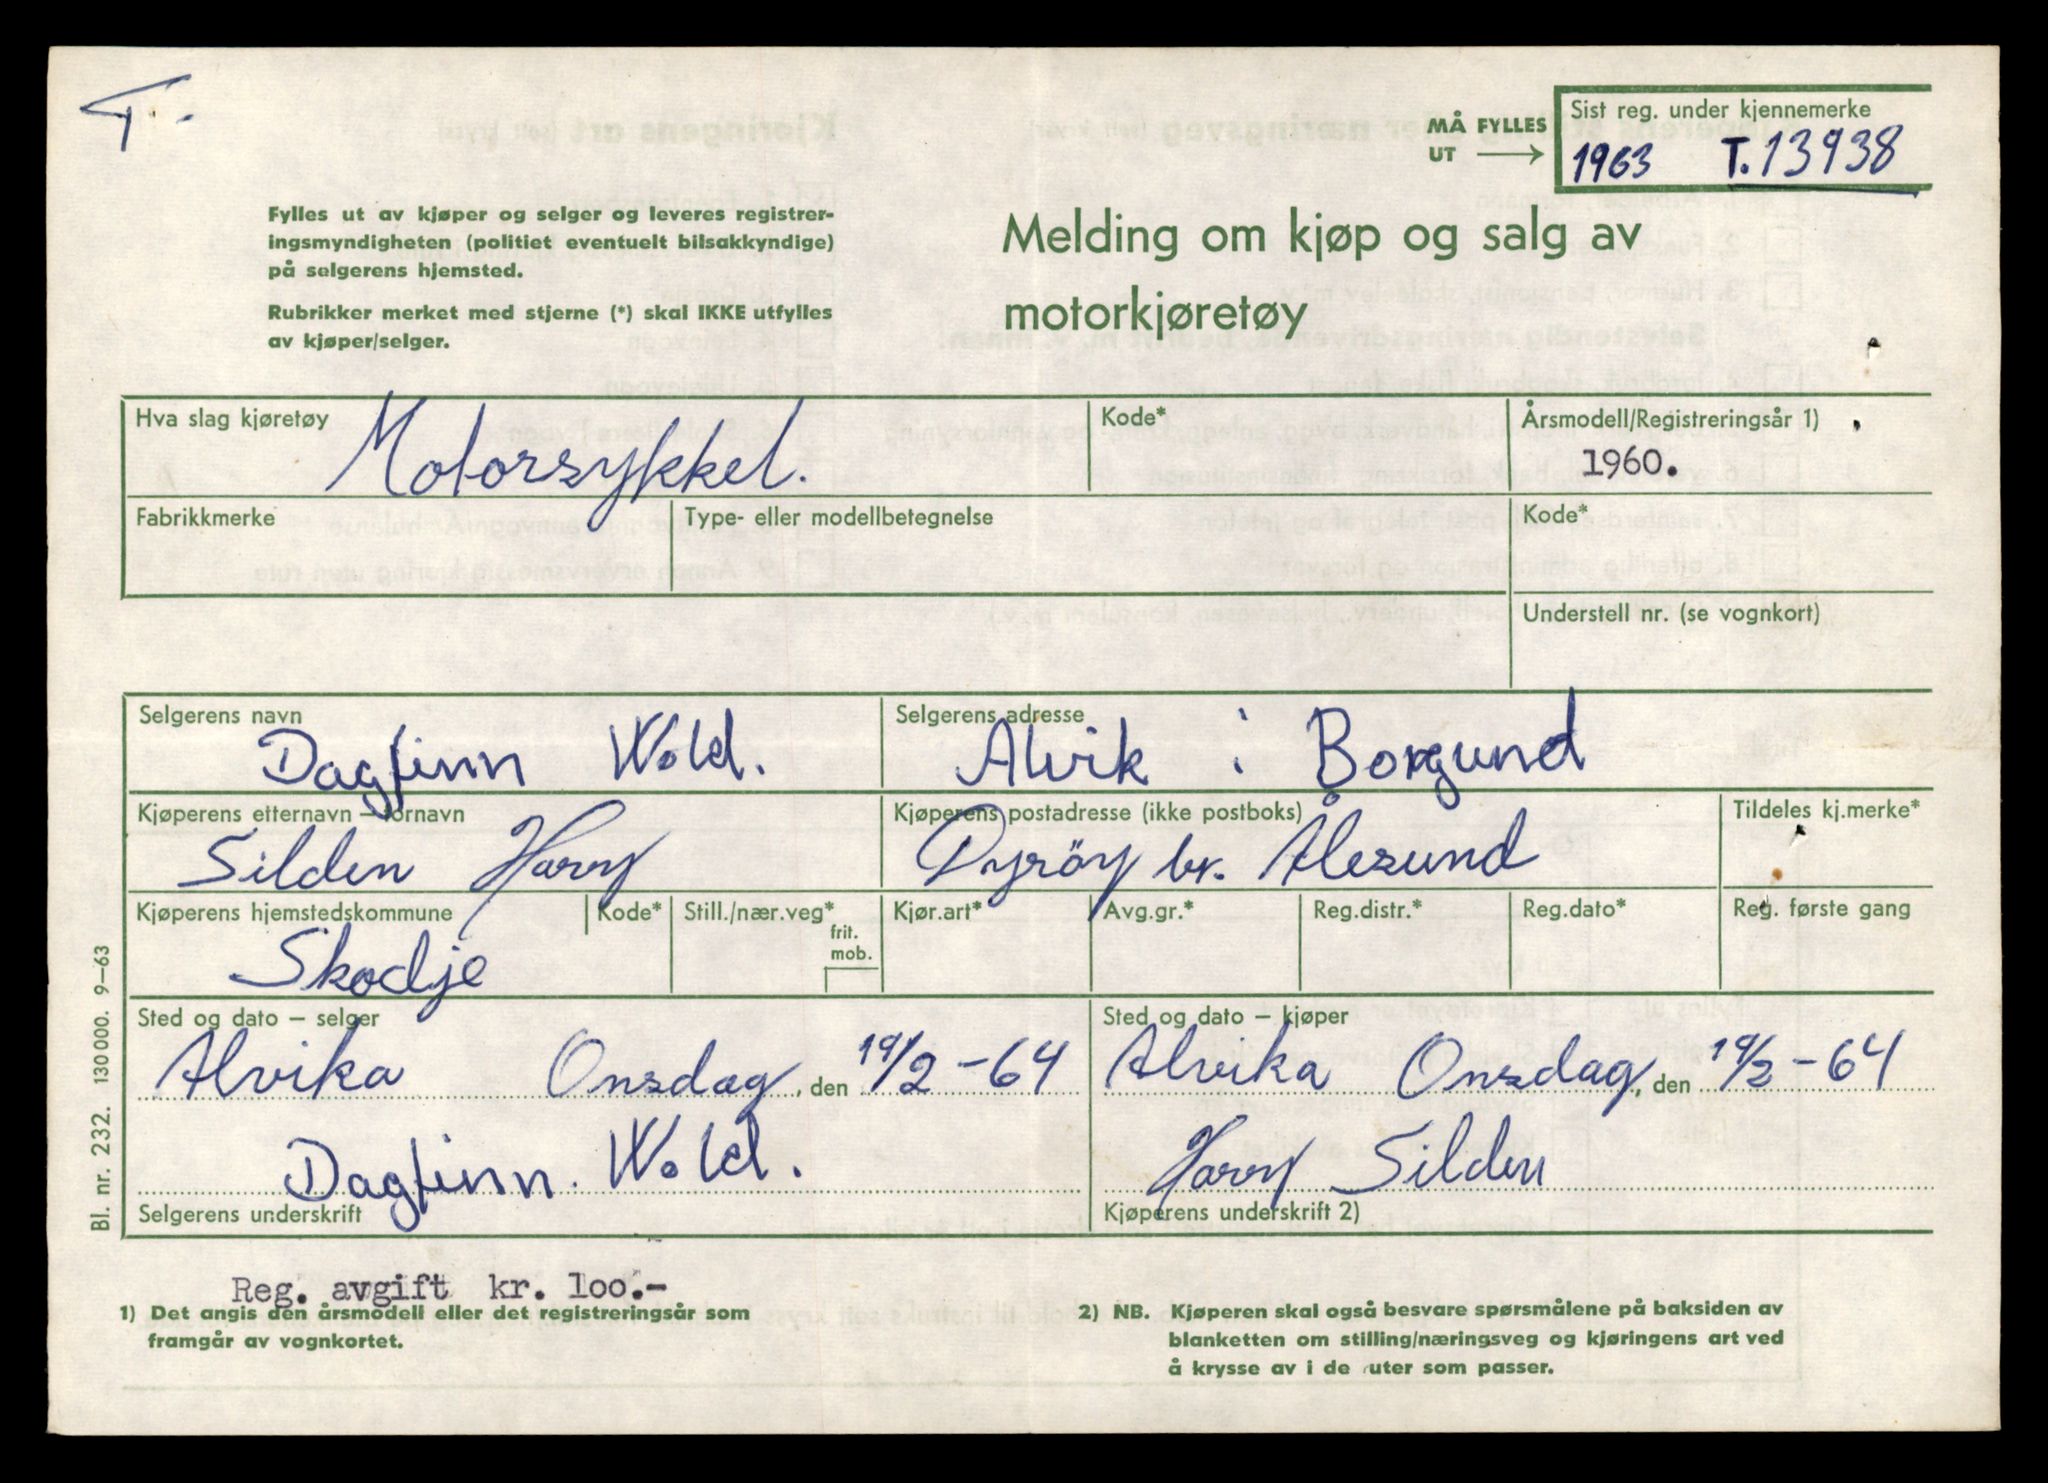 T.
MÅ FYLLES
UT
Sist reg. under kjennemerke
1963 T. 13938
Fylles ut av kjøper og selger og leveres registrer-
ingsmyndigheten (politiet eventuelt bilsakkyndige)
på selgerens hjemsted.
Rubrikker merket med stjerne (*) skal IKKE utfylles
av kjøper/selger.
Melding om kjøp og salg av
motorkjøretøy
Hva slag kjøretøy
Motorsykkel.
Kode*
Årsmodell/Registreringsår 1)
1960.
Fabrikkmerke
Type- eller modellbetegnelse
Kode*
Understell nr. (se vognkort)
Selgerens navn
Dagfinn Wold.
Selgerens adresse
Alvik i Borgund
Kjøperens etternavn – fornavn
Silden Harry
Kjøperens postadresse (ikke postboks)
Dyrøy br. Ålesund
Tildeles kj.merke*
Kjøperens hjemstedskommune
Skodje
Kode*
Still./nær.veg*
frit.
mob.
Kjør.art*
Avg.gr.*
Reg.distr.*
Reg.dato*
Reg. første gang
Sted og dato – selger
Alvika Onsdag, den 19/2-64
Sted og dato – kjøper
Alvika Onsdag, den 19/2-64
Dagfinn. Wold.
Selgerens underskrift
Harry Silden
Kjøperens underskrift 2)
Bl. nr. 232. 130000. 9–63
Reg. avgift kr. 100.-
1) Det angis den årsmodell eller det registreringsår som
framgår av vognkortet.
2) NB. Kjøperen skal også besvare spørsmålene på baksiden av
blanketten om stilling/næringsveg og kjøringens art ved
å krysse av i de ruter som passer.